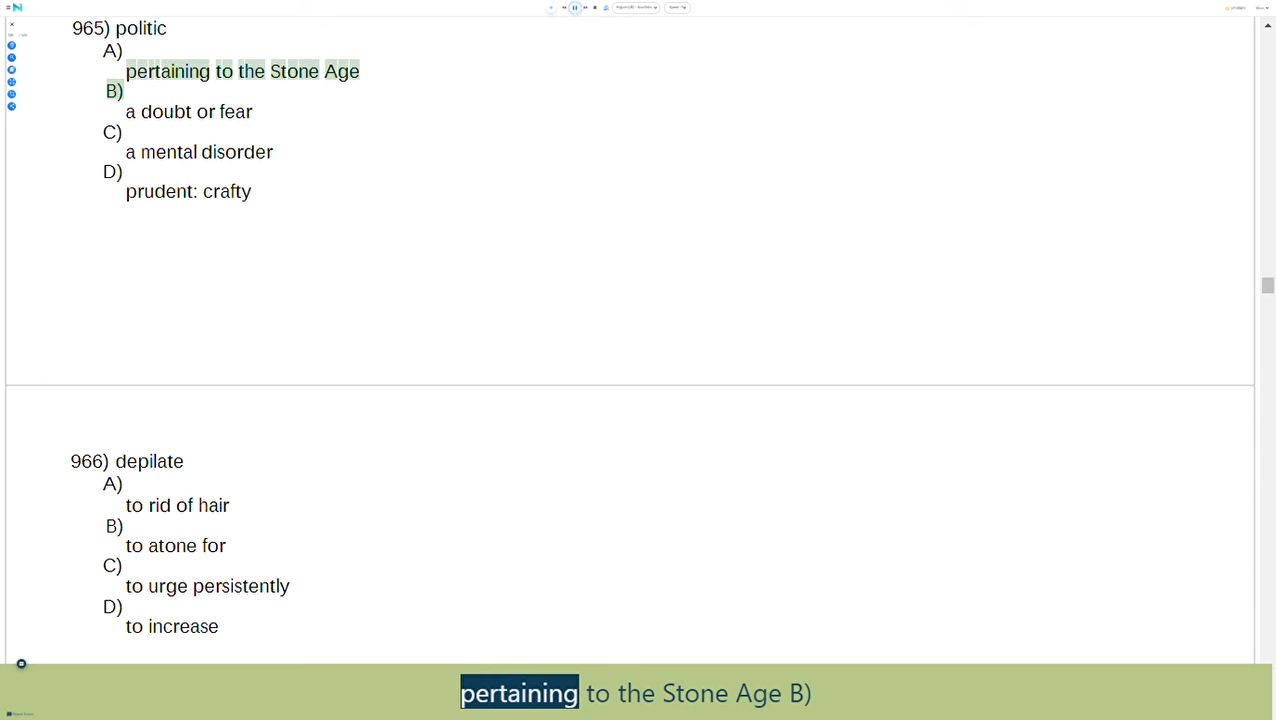 965) politic
A)
pertaining to the Stone Age
B)
a doubt or fear
C)
a mental disorder
D)
prudent: crafty
966) depilate
A)
to rid of hair
B)
to atone for
C)
to urge persistently
D)
to increase
pertaining to the Stone Age B)